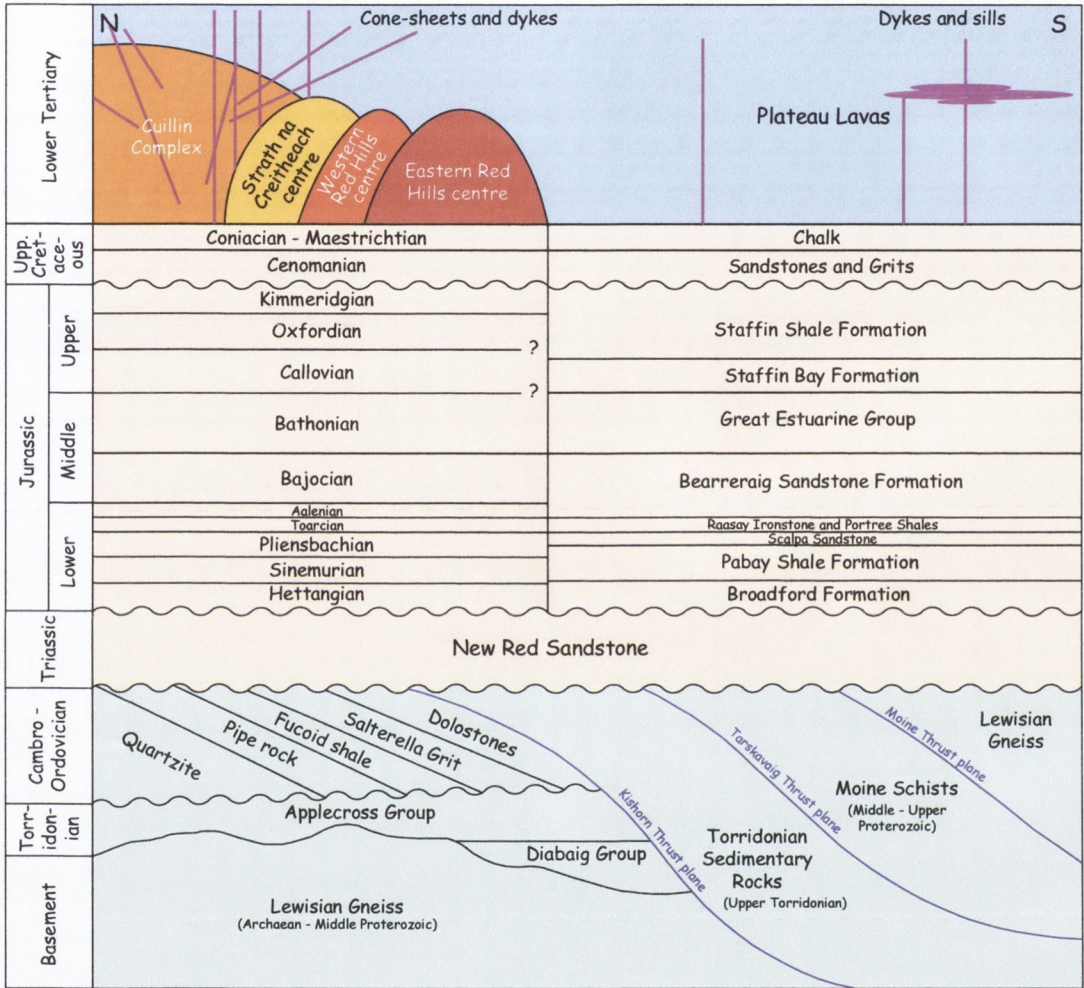 N
Cone-sheets and dykes
Dykes and sills
S
Lower Tertiary
Cuillin
Complex
Strath na
Creitheach
centre
Western
Red Hills
centre
Eastern Red
Hills centre
Plateau Lavas
Upp.
Cret-
ace-
ous
Coniacian - Maestrichtian
Chalk
Cenomanian
Sandstones and Grits
Jurassic
Upper
Kimmeridgian
Oxfordian
?
Callovian
?
Staffin Shale Formation
Staffin Bay Formation
Middle
Bathonian
Great Estuarine Group
Bajocian
Bearreraig Sandstone Formation
Lower
Aalenian
Toarcian
Raasay Ironstone and Portree Shales
Scalpa Sandstone
Pliensbachian
Pabay Shale Formation
Sinemurian
Hettangian
Broadford Formation
Triassic
New Red Sandstone
Cambro -
Ordovician
Quartzite
Pipe rock
Fucoid shale
Salterella Grit
Dolostones
Kishorn Thrust plane
Tarskavaig Thrust plane
Moine Thrust plane
Lewisian
Gneiss
Moine Schists
(Middle - Upper
Proterozoic)
Torr-
idon-
ian
Applecross Group
Diabaig Group
Torridonian
Sedimentary
Rocks
(Upper Torridonian)
Basement
Lewisian Gneiss
(Archaean - Middle Proterozoic)